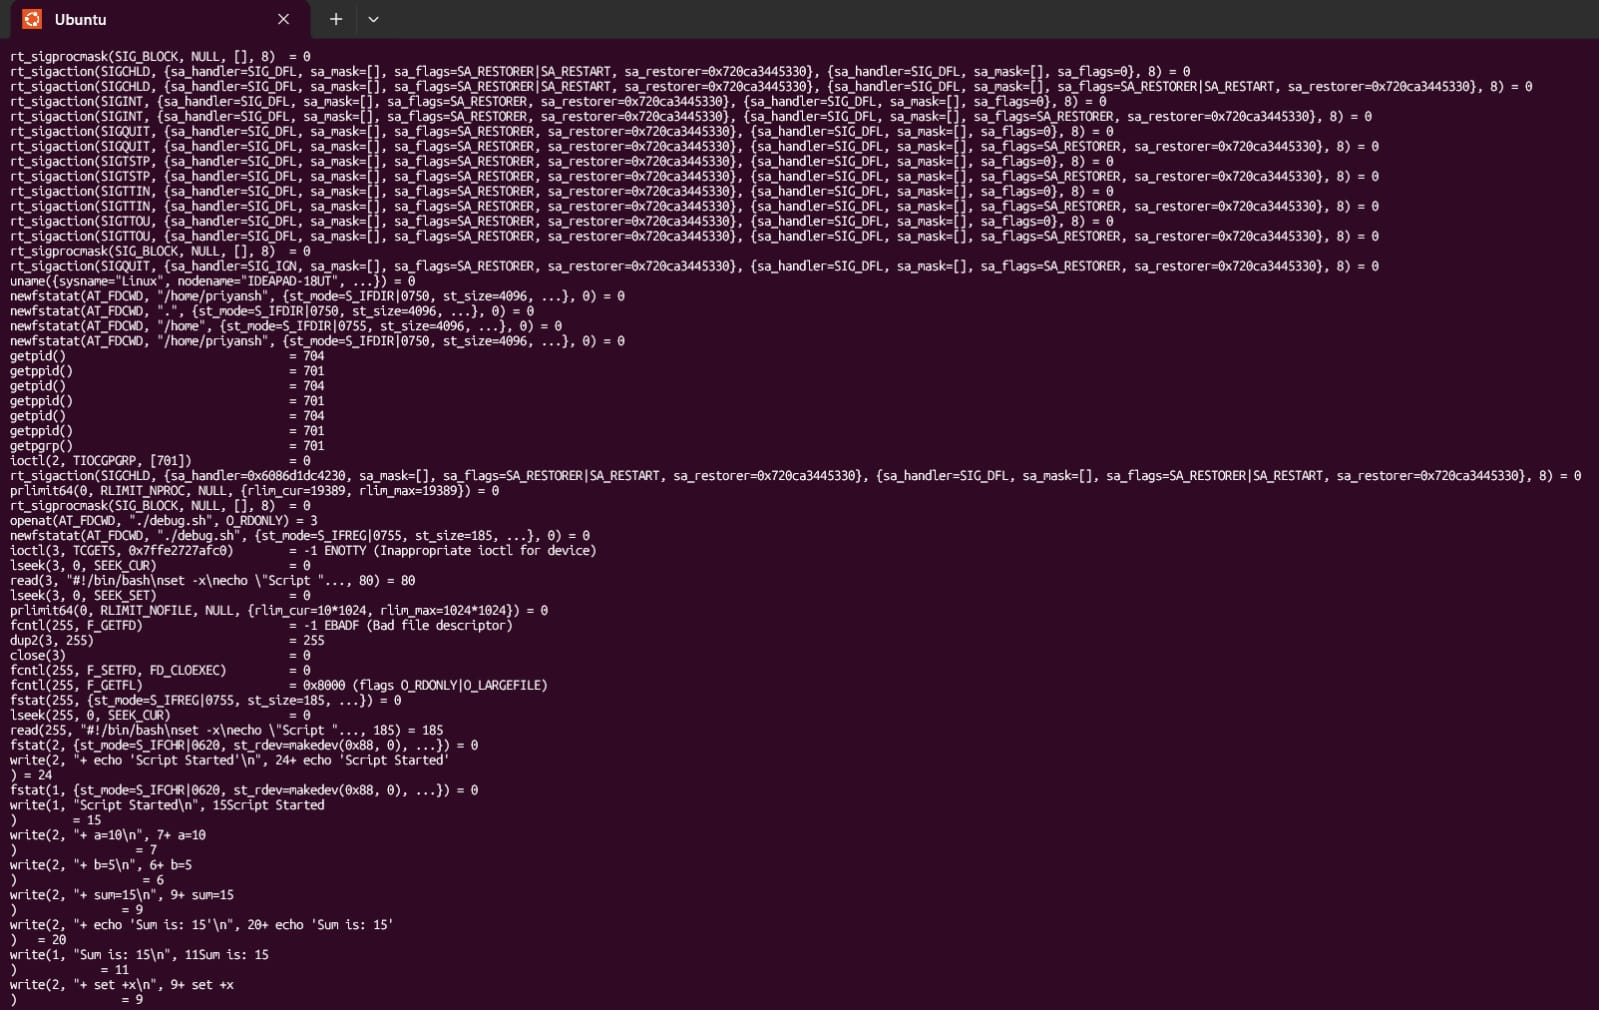 Ubuntu
rt_sigprocmask(SIG_BLOCK, NULL, [], 8)  = 0
rt_sigaction(SIGCHLD, {sa_handler=SIG_DFL, sa_mask=[], sa_flags=SA_RESTORER|SA_RESTART, sa_restorer=0x720ca3445330}, {sa_handler=SIG_DFL, sa_mask=[], sa_flags=0}, 8) = 0
rt_sigaction(SIGCHLD, {sa_handler=SIG_DFL, sa_mask=[], sa_flags=SA_RESTORER|SA_RESTART, sa_restorer=0x720ca3445330}, {sa_handler=SIG_DFL, sa_mask=[], sa_flags=SA_RESTORER|SA_RESTART, sa_restorer=0x720ca3445330}, 8) = 0
rt_sigaction(SIGINT, {sa_handler=SIG_DFL, sa_mask=[], sa_flags=SA_RESTORER, sa_restorer=0x720ca3445330}, {sa_handler=SIG_DFL, sa_mask=[], sa_flags=0}, 8) = 0
rt_sigaction(SIGINT, {sa_handler=SIG_DFL, sa_mask=[], sa_flags=SA_RESTORER, sa_restorer=0x720ca3445330}, {sa_handler=SIG_DFL, sa_mask=[], sa_flags=SA_RESTORER, sa_restorer=0x720ca3445330}, 8) = 0
rt_sigaction(SIGQUIT, {sa_handler=SIG_DFL, sa_mask=[], sa_flags=SA_RESTORER, sa_restorer=0x720ca3445330}, {sa_handler=SIG_DFL, sa_mask=[], sa_flags=0}, 8) = 0
rt_sigaction(SIGQUIT, {sa_handler=SIG_DFL, sa_mask=[], sa_flags=SA_RESTORER, sa_restorer=0x720ca3445330}, {sa_handler=SIG_DFL, sa_mask=[], sa_flags=SA_RESTORER, sa_restorer=0x720ca3445330}, 8) = 0
rt_sigaction(SIGTSTP, {sa_handler=SIG_DFL, sa_mask=[], sa_flags=SA_RESTORER, sa_restorer=0x720ca3445330}, {sa_handler=SIG_DFL, sa_mask=[], sa_flags=0}, 8) = 0
rt_sigaction(SIGTSTP, {sa_handler=SIG_DFL, sa_mask=[], sa_flags=SA_RESTORER, sa_restorer=0x720ca3445330}, {sa_handler=SIG_DFL, sa_mask=[], sa_flags=SA_RESTORER, sa_restorer=0x720ca3445330}, 8) = 0
rt_sigaction(SIGTTIN, {sa_handler=SIG_DFL, sa_mask=[], sa_flags=SA_RESTORER, sa_restorer=0x720ca3445330}, {sa_handler=SIG_DFL, sa_mask=[], sa_flags=0}, 8) = 0
rt_sigaction(SIGTTIN, {sa_handler=SIG_DFL, sa_mask=[], sa_flags=SA_RESTORER, sa_restorer=0x720ca3445330}, {sa_handler=SIG_DFL, sa_mask=[], sa_flags=SA_RESTORER, sa_restorer=0x720ca3445330}, 8) = 0
rt_sigaction(SIGTTOU, {sa_handler=SIG_DFL, sa_mask=[], sa_flags=SA_RESTORER, sa_restorer=0x720ca3445330}, {sa_handler=SIG_DFL, sa_mask=[], sa_flags=0}, 8) = 0
rt_sigaction(SIGTTOU, {sa_handler=SIG_DFL, sa_mask=[], sa_flags=SA_RESTORER, sa_restorer=0x720ca3445330}, {sa_handler=SIG_DFL, sa_mask=[], sa_flags=SA_RESTORER, sa_restorer=0x720ca3445330}, 8) = 0
rt_sigprocmask(SIG_BLOCK, NULL, [], 8)  = 0
rt_sigaction(SIGQUIT, {sa_handler=SIG_IGN, sa_mask=[], sa_flags=SA_RESTORER, sa_restorer=0x720ca3445330}, {sa_handler=SIG_DFL, sa_mask=[], sa_flags=SA_RESTORER, sa_restorer=0x720ca3445330}, 8) = 0
uname({sysname="Linux", nodename="IDEAPAD-18UT", ...}) = 0
newfstatat(AT_FDCWD, "/home/priyansh", {st_mode=S_IFDIR|0750, st_size=4096, ...}, 0) = 0
newfstatat(AT_FDCWD, ".", {st_mode=S_IFDIR|0750, st_size=4096, ...}, 0) = 0
newfstatat(AT_FDCWD, "/home", {st_mode=S_IFDIR|0755, st_size=4096, ...}, 0) = 0
newfstatat(AT_FDCWD, "/home/priyansh", {st_mode=S_IFDIR|0750, st_size=4096, ...}, 0) = 0
getpid()                                = 704
getppid()                               = 701
getpid()                                = 704
getppid()                               = 701
getpid()                                = 704
getppid()                               = 701
getpgrp()                               = 701
ioctl(2, TIOCGPGRP, [701])              = 0
rt_sigaction(SIGCHLD, {sa_handler=0x6086d1dc4230, sa_mask=[], sa_flags=SA_RESTORER|SA_RESTART, sa_restorer=0x720ca3445330}, {sa_handler=SIG_DFL, sa_mask=[], sa_flags=SA_RESTORER|SA_RESTART, sa_restorer=0x720ca3445330}, 8) = 0
prlimit64(0, RLIMIT_NPROC, NULL, {rlim_cur=19389, rlim_max=19389}) = 0
rt_sigprocmask(SIG_BLOCK, NULL, [], 8)  = 0
openat(AT_FDCWD, "./debug.sh", O_RDONLY) = 3
newfstatat(AT_FDCWD, "./debug.sh", {st_mode=S_IFREG|0755, st_size=185, ...}, 0) = 0
ioctl(3, TCGETS, 0x7ffe2727afc0)        = -1 ENOTTY (Inappropriate ioctl for device)
lseek(3, 0, SEEK_CUR)                   = 0
read(3, "#!/bin/bash\nset -x\necho \"Script "..., 80) = 80
lseek(3, 0, SEEK_SET)                   = 0
prlimit64(0, RLIMIT_NOFILE, NULL, {rlim_cur=10*1024, rlim_max=1024*1024}) = 0
fcntl(255, F_GETFD)                     = -1 EBADF (Bad file descriptor)
dup2(3, 255)                            = 255
close(3)                                = 0
fcntl(255, F_SETFD, FD_CLOEXEC)         = 0
fcntl(255, F_GETFL)                     = 0x8000 (flags O_RDONLY|O_LARGEFILE)
fstat(255, {st_mode=S_IFREG|0755, st_size=185, ...}) = 0
lseek(255, 0, SEEK_CUR)                 = 0
read(255, "#!/bin/bash\nset -x\necho \"Script "..., 185) = 185
fstat(2, {st_mode=S_IFCHR|0620, st_rdev=makedev(0x88, 0), ...}) = 0
write(2, "+ echo 'Script Started'\n", 24+ echo 'Script Started'
) = 24
fstat(1, {st_mode=S_IFCHR|0620, st_rdev=makedev(0x88, 0), ...}) = 0
write(1, "Script Started\n", 15Script Started
)        = 15
write(2, "+ a=10\n", 7+ a=10
)                 = 7
write(2, "+ b=5\n", 6+ b=5
)                  = 6
write(2, "+ sum=15\n", 9+ sum=15
)               = 9
write(2, "+ echo 'Sum is: 15'\n", 20+ echo 'Sum is: 15'
)   = 20
write(1, "Sum is: 15\n", 11Sum is: 15
)            = 11
write(2, "+ set +x\n", 9+ set +x
)               = 9